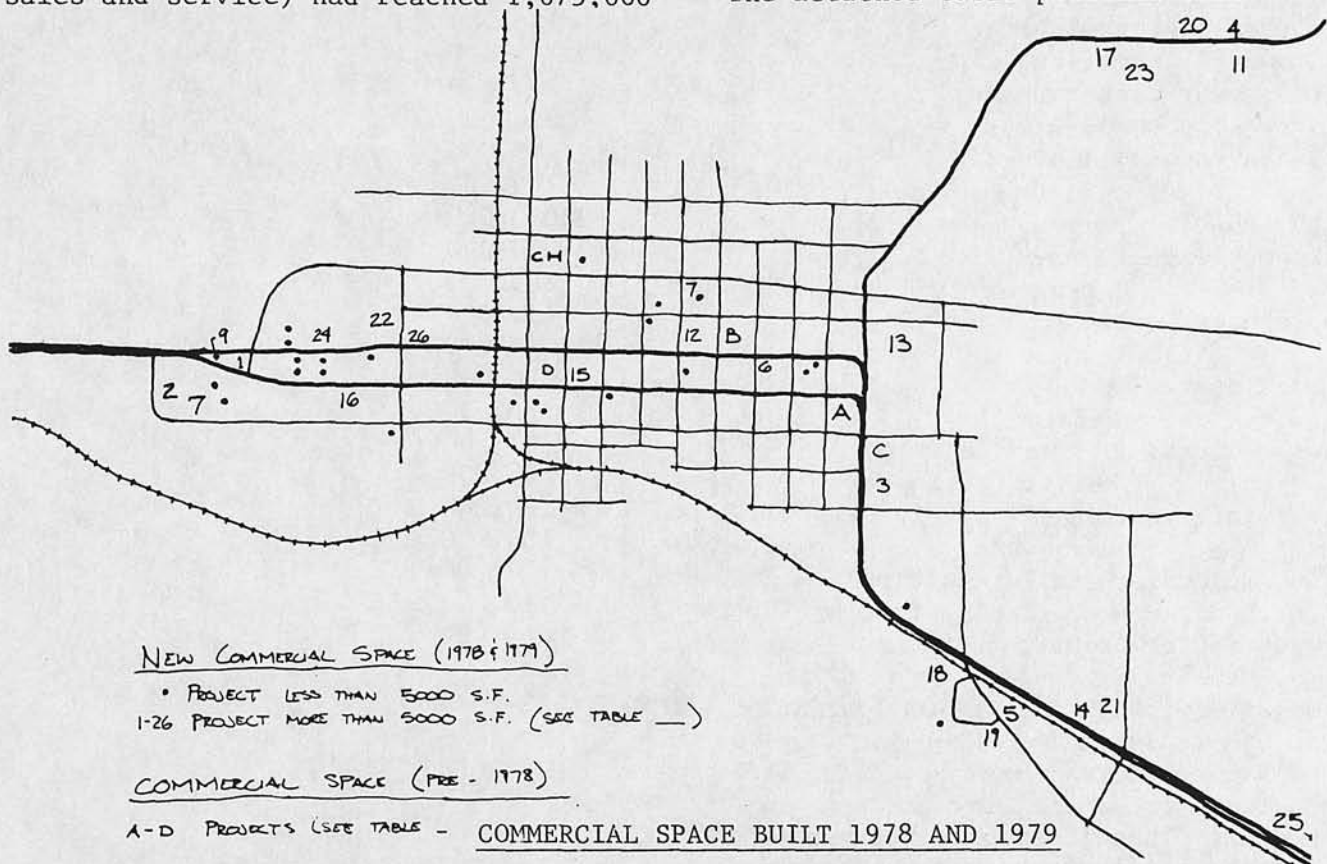 sales and service) had reached 1,675,000
20 4
17 23 11
CH
7
9 24 22 26 12 B 13
1 D 15 6
2 7 16 A
C
3
18
5 14 21
19
25
NEW COMMERCIAL SPACE (1978 & 1979)
• PROJECT LESS THAN 5000 S.F.
1-26 PROJECT MORE THAN 5000 S.F. (SEE TABLE __)
COMMERCIAL SPACE (PRE-1978)
A-D PROJECTS (SEE TABLE -
COMMERCIAL SPACE BUILT 1978 AND 1979